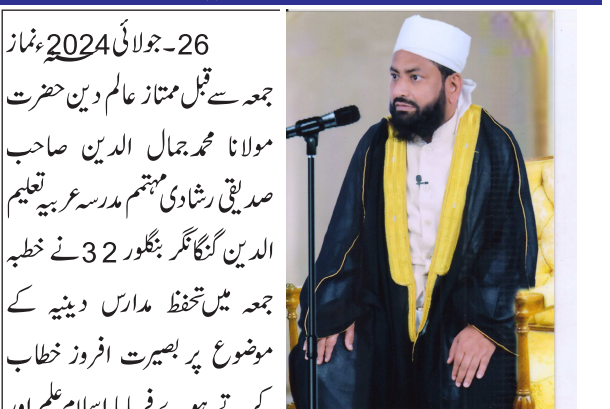 26۔جولائی 2024ء نماز
جمعہ سے قبل ممتاز عالم دین حضرت
مولانا محمد جمال الدین صاحب
صدیقی رشادی مہتمم مدرسہ عربیہ تعلیم
الدین گنگانگر بنگلور 32 نے خطبہ
جمعہ میں تحفظ مدارس دینیہ کے
موضوع پر بصیرت افروز خطاب